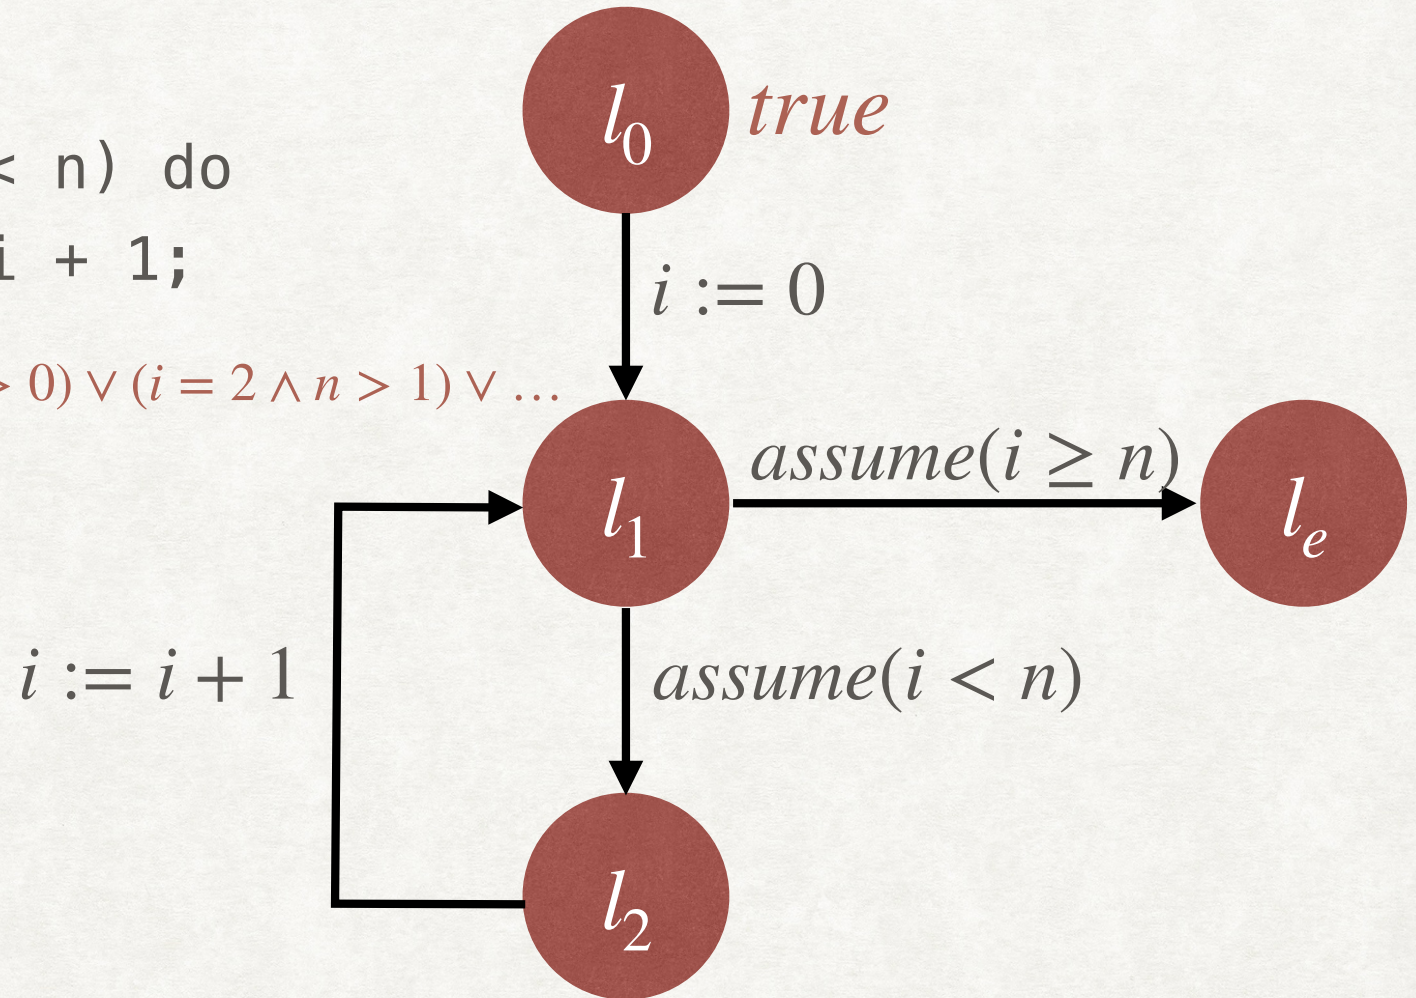 l₀ true
< n) do
i + 1;
i := 0
> 0) ∨ (i = 2 ∧ n > 1) ∨ …
assume(i ≥ n)
l₁
lₑ
i := i + 1
assume(i < n)
l₂